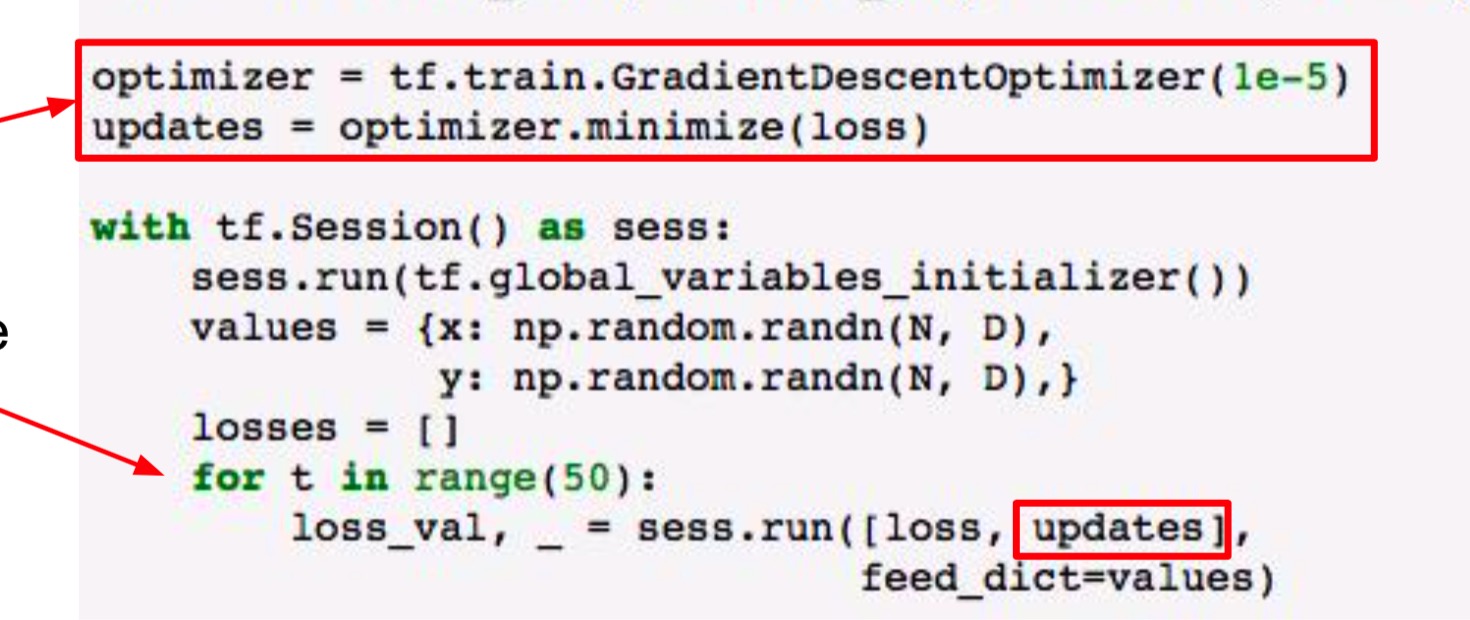 optimizer = tf.train.GradientDescentOptimizer(1e-5)
updates = optimizer.minimize(loss)
with tf.Session() as sess:
    sess.run(tf.global_variables_initializer())
e
    values = {x: np.random.randn(N, D),
              y: np.random.randn(N, D),}
    losses = []
    for t in range(50):
        loss_val, _ = sess.run([loss, updates],
                               feed_dict=values)